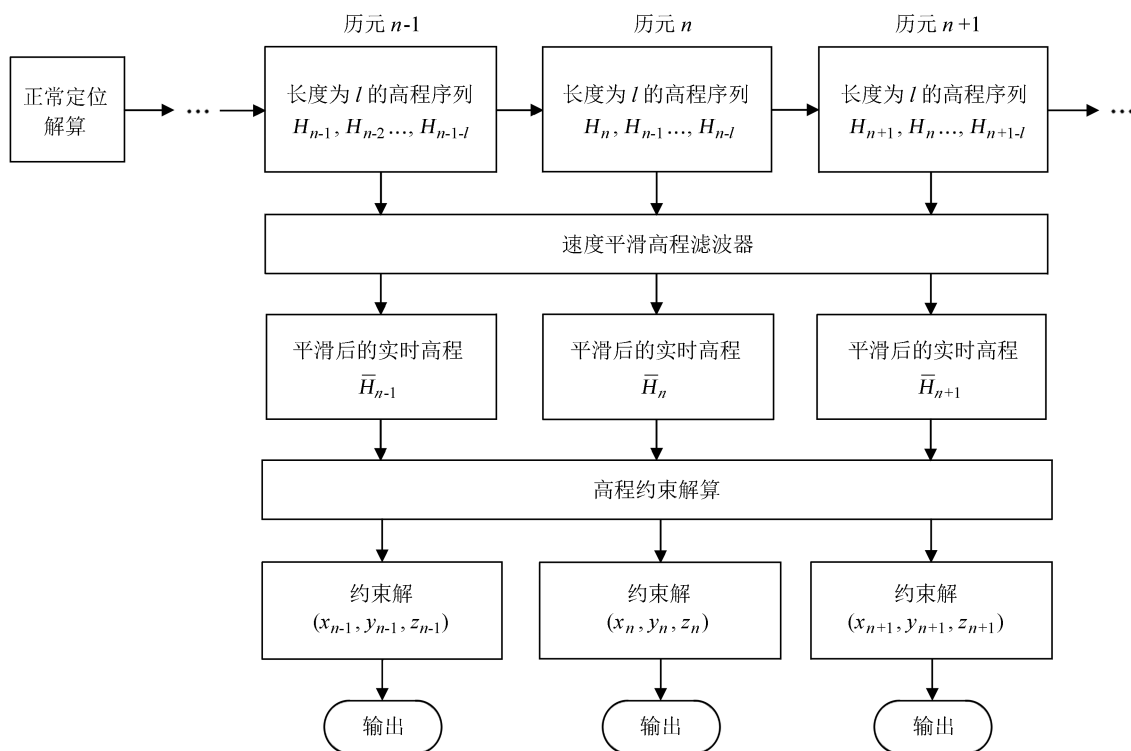 历元 n-1
历元 n
历元 n+1
正常定位
解算
...
长度为 l 的高程序列
H_{n-1}, H_{n-2}..., H_{n-1-l}
长度为 l 的高程序列
H_n, H_{n-1}..., H_{n-l}
长度为 l 的高程序列
H_{n+1}, H_n..., H_{n+1-l}
...
速度平滑高程滤波器
平滑后的实时高程
H̅_{n-1}
平滑后的实时高程
H̅_n
平滑后的实时高程
H̅_{n+1}
高程约束解算
约束解
(x_{n-1}, y_{n-1}, z_{n-1})
约束解
(x_n, y_n, z_n)
约束解
(x_{n+1}, y_{n+1}, z_{n+1})
输出
输出
输出